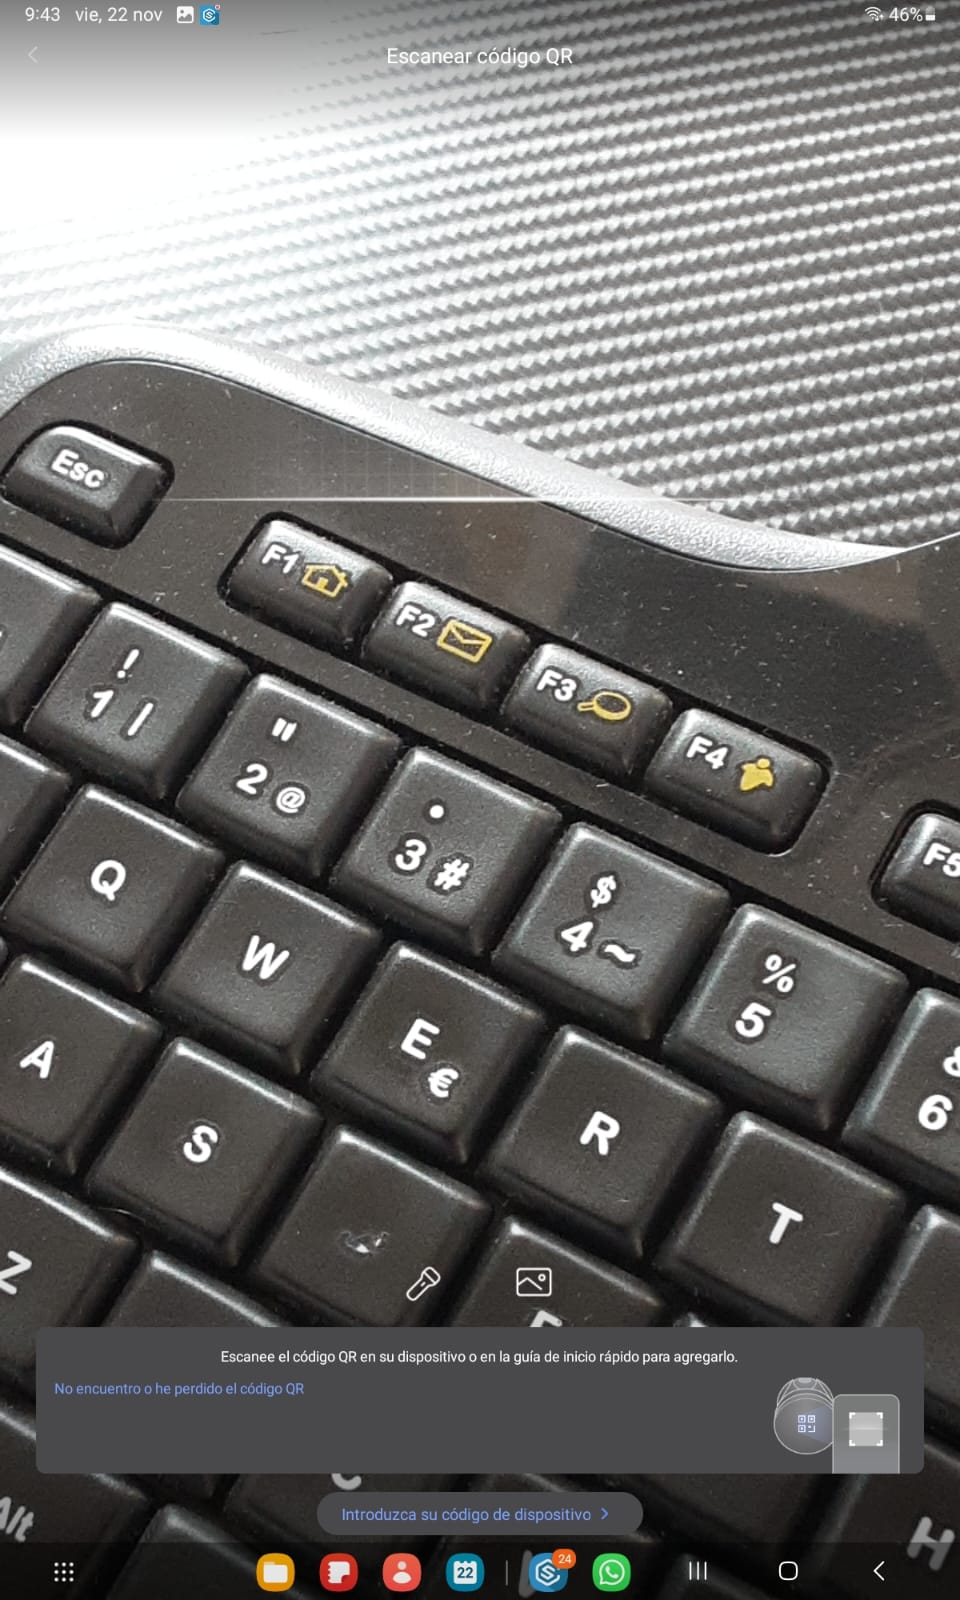 9:43 vie, 22 nov
46%
Escanear código QR
Esc
F1
F2
F3
F4
F5
! 1 |
" 2 @
· 3 #
$ 4 ~
% 5
& 6
Q
W
E €
R
T
A
S
Z
Escanee el código QR en su dispositivo o en la guía de inicio rápido para agregarlo.
No encuentro o he perdido el código QR
C
Introduzca su código de dispositivo >
Alt
H
22
24